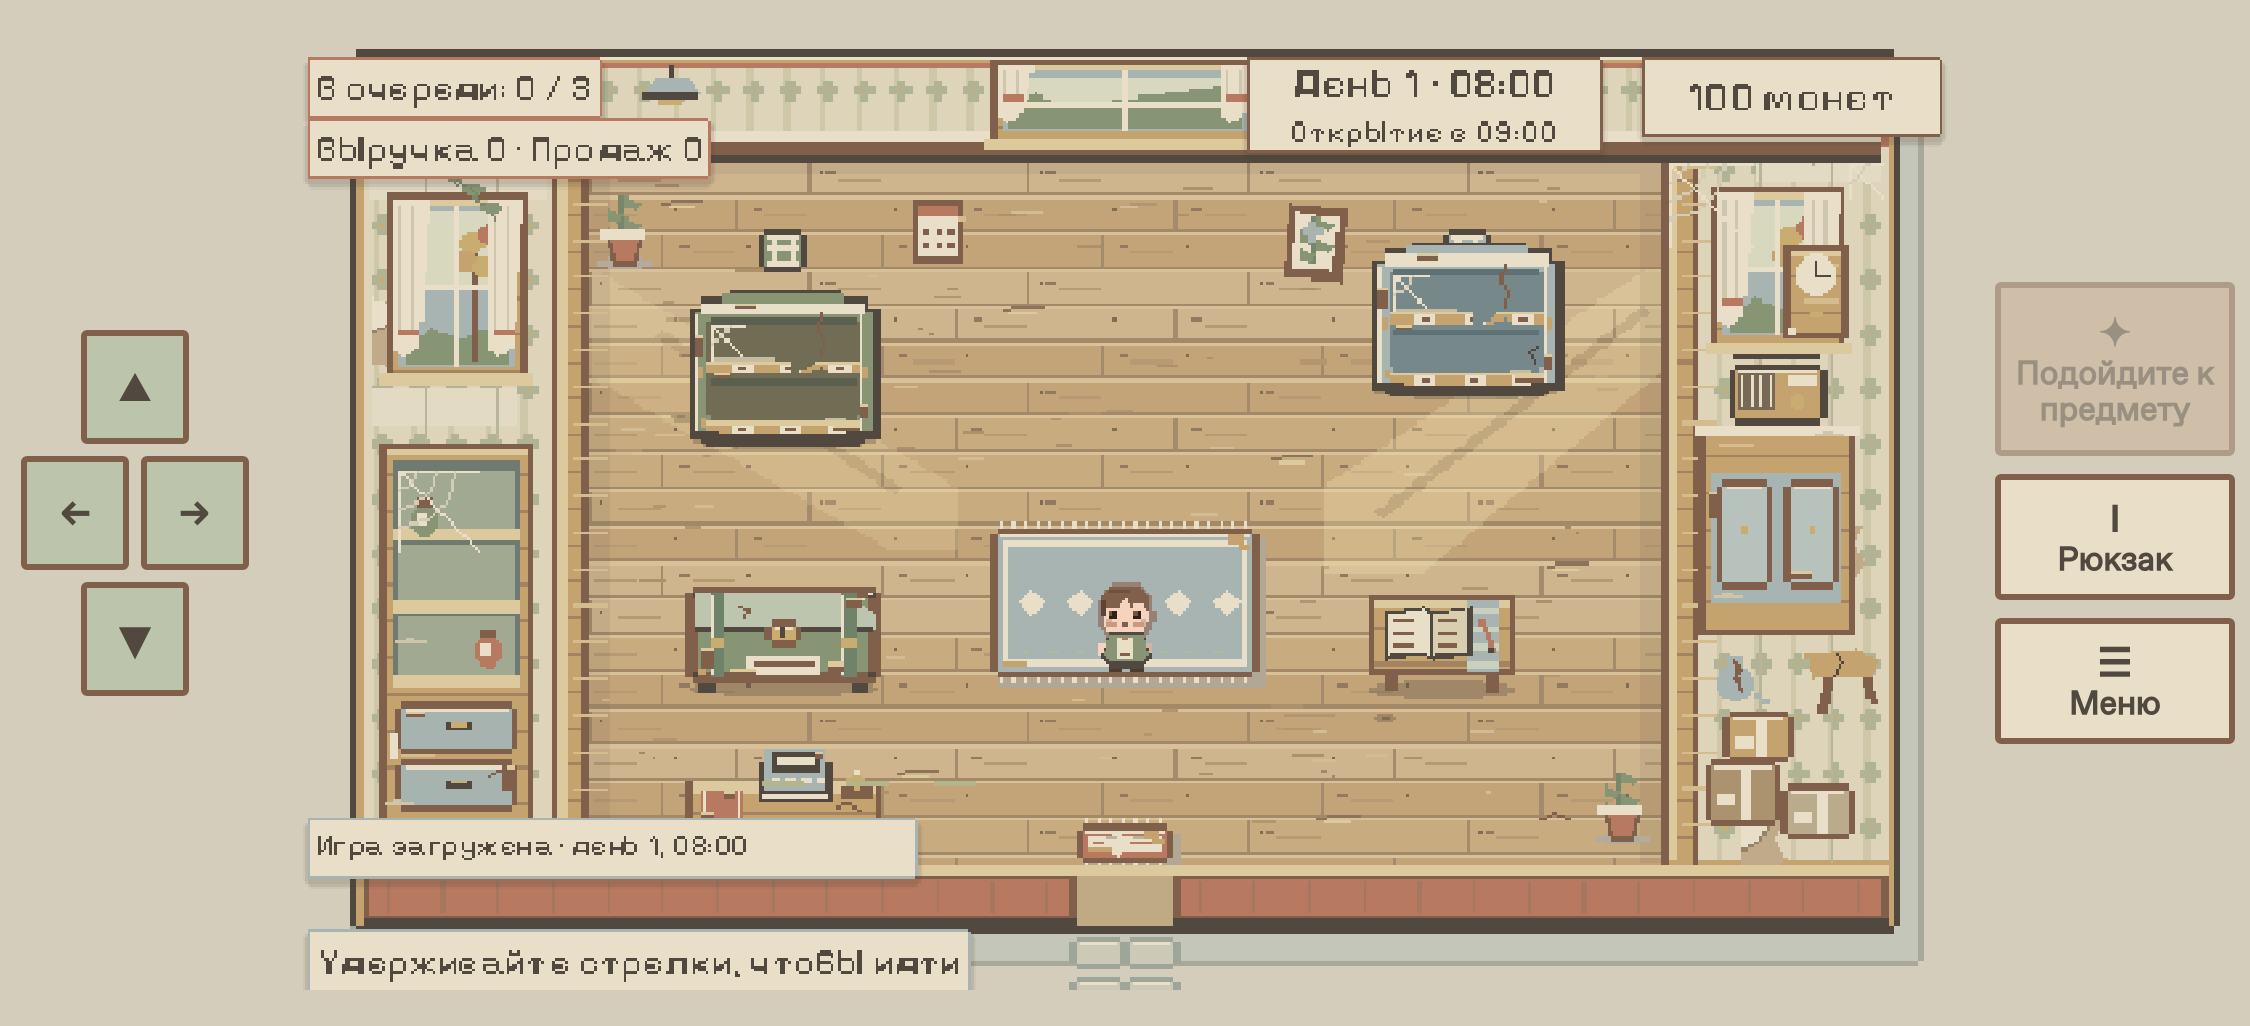 В очереди: 0 / 3
Выручка 0 · Продаж 0
День 1 · 08:00
Открытие в 09:00
100 монет
Подойдите к
предмету
I
Рюкзак
Меню
Игра загружена · день 1, 08:00
Удерживайте стрелки, чтобы идти